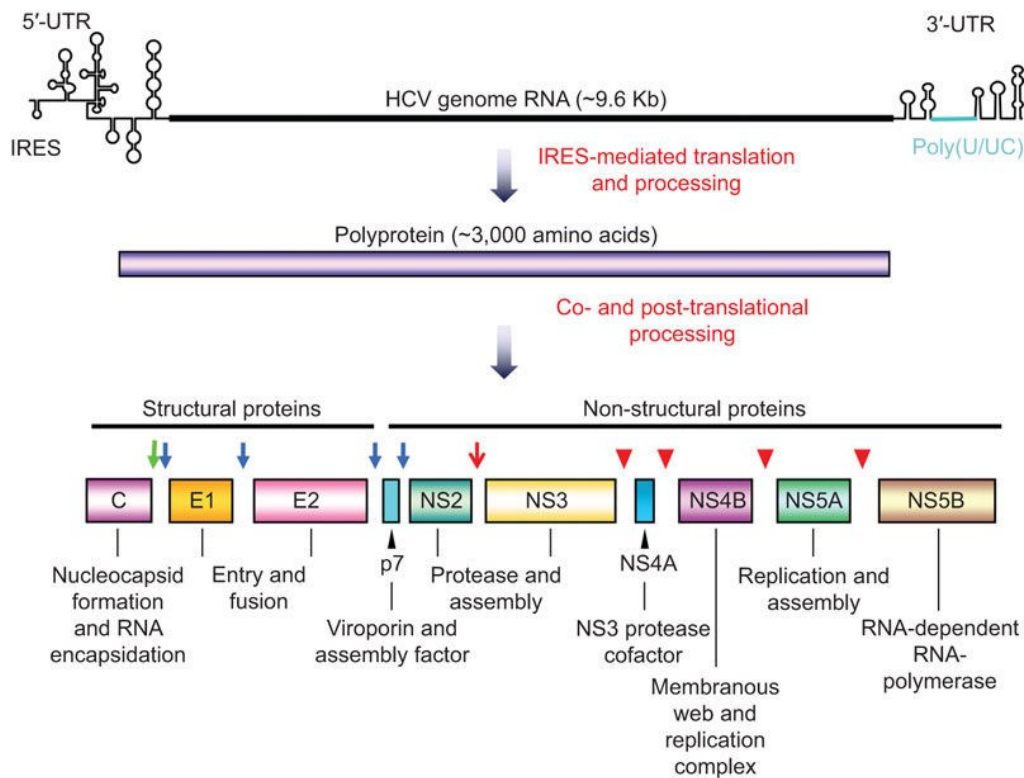 5′-UTR
3′-UTR
HCV genome RNA (~9.6 Kb)
IRES
Poly(U/UC)
IRES-mediated translation
and processing
Polyprotein (~3,000 amino acids)
Co- and post-translational
processing
Structural proteins
Non-structural proteins
C
E1
E2
NS2
NS3
NS4B
NS5A
NS5B
p7
NS4A
Nucleocapsid
formation
and RNA
encapsidation
Entry and
fusion
Viroporin and
assembly factor
Protease and
assembly
NS3 protease
cofactor
Membranous
web and
replication
complex
Replication and
assembly
RNA-dependent
RNA-
polymerase